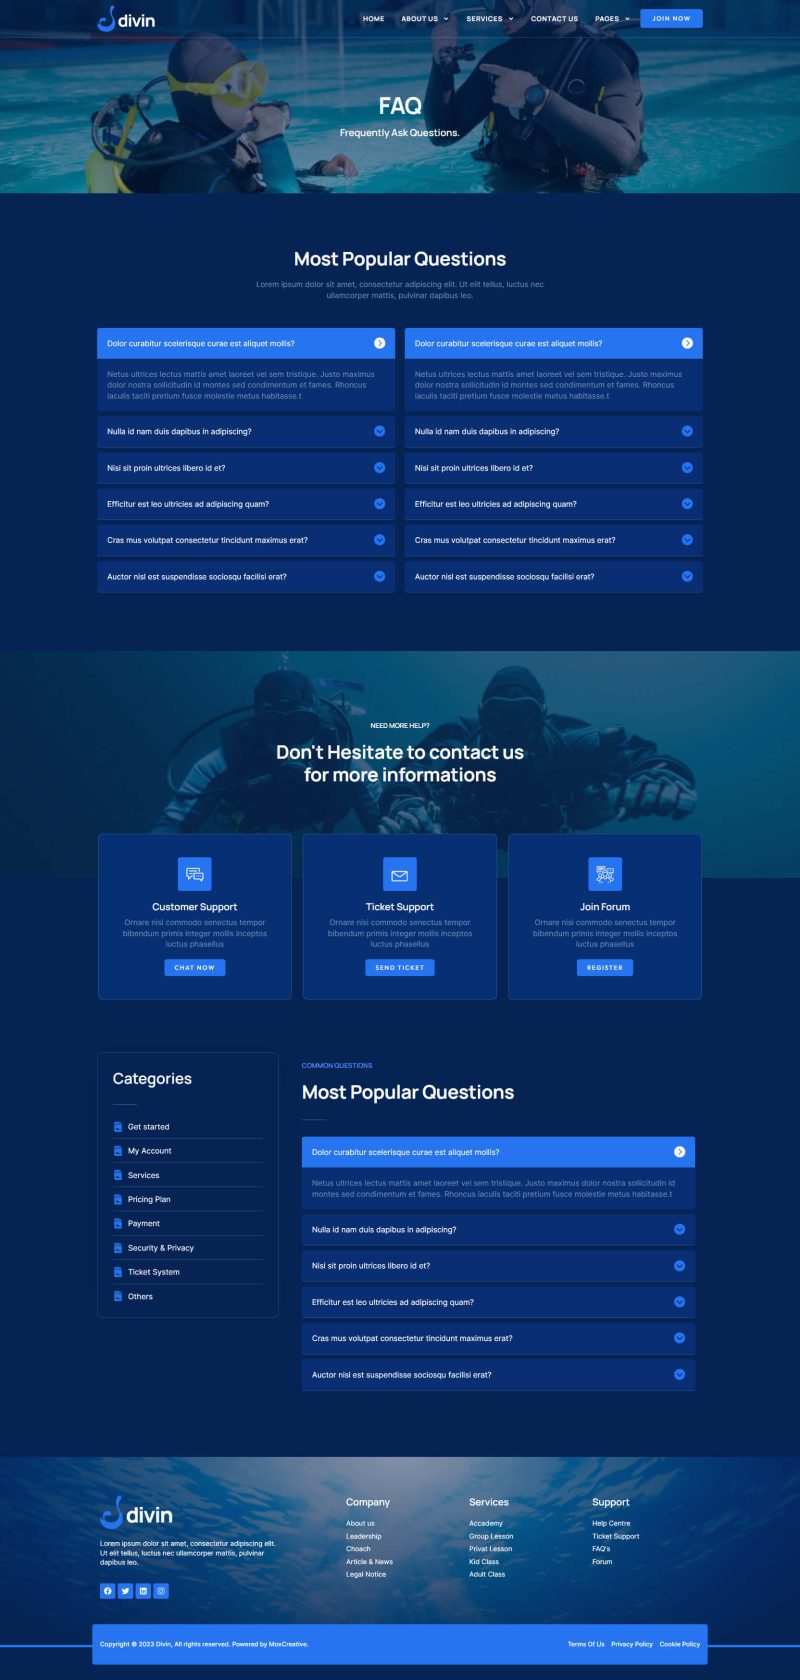 divin
HOME ABOUT US SERVICES CONTACT US PAGES JOIN NOW
FAQ
Frequently Ask Questions.
Most Popular Questions
Lorem ipsum dolor sit amet, consectetur adipiscing elit. Ut elit tellus, luctus nec
ullamcorper mattis, pulvinar dapibus leo.
Dolor curabitur scelerisque curae est aliquet mollis?
Netus ultrices lectus mattis amet laoreet vel sem tristique. Justo maximus
dolor nostra sollicitudin id montes sed condimentum et fames. Rhoncus
iaculis taciti pretium fusce molestie metus habitasse.t
Nulla id nam duis dapibus in adipiscing?
Nisi sit proin ultrices libero id et?
Efficitur est leo ultricies ad adipiscing quam?
Cras mus volutpat consectetur tincidunt maximus erat?
Auctor nisl est suspendisse sociosqu facilisi erat?
Dolor curabitur scelerisque curae est aliquet mollis?
Netus ultrices lectus mattis amet laoreet vel sem tristique. Justo maximus
dolor nostra sollicitudin id montes sed condimentum et fames. Rhoncus
iaculis taciti pretium fusce molestie metus habitasse.t
Nulla id nam duis dapibus in adipiscing?
Nisi sit proin ultrices libero id et?
Efficitur est leo ultricies ad adipiscing quam?
Cras mus volutpat consectetur tincidunt maximus erat?
Auctor nisl est suspendisse sociosqu facilisi erat?
NEED MORE HELP?
Don't Hesitate to contact us
for more informations
Customer Support
Ornare nisi commodo senectus tempor
bibendum primis integer mollis inceptos
luctus phasellus
CHAT NOW
Ticket Support
Ornare nisi commodo senectus tempor
bibendum primis integer mollis inceptos
luctus phasellus
SEND TICKET
Join Forum
Ornare nisi commodo senectus tempor
bibendum primis integer mollis inceptos
luctus phasellus
REGISTER
Categories
Get started
My Account
Services
Pricing Plan
Payment
Security & Privacy
Ticket System
Others
COMMON QUESTIONS
Most Popular Questions
Dolor curabitur scelerisque curae est aliquet mollis?
Netus ultrices lectus mattis amet laoreet vel sem tristique. Justo maximus dolor nostra sollicitudin id
montes sed condimentum et fames. Rhoncus iaculis taciti pretium fusce molestie metus habitasse.t
Nulla id nam duis dapibus in adipiscing?
Nisi sit proin ultrices libero id et?
Efficitur est leo ultricies ad adipiscing quam?
Cras mus volutpat consectetur tincidunt maximus erat?
Auctor nisl est suspendisse sociosqu facilisi erat?
divin
Lorem ipsum dolor sit amet, consectetur adipiscing elit.
Ut elit tellus, luctus nec ullamcorper mattis, pulvinar
dapibus leo.
Company
About us
Leadership
Choach
Article & News
Legal Notice
Services
Accademy
Group Lesson
Privat Lesson
Kid Class
Adult Class
Support
Help Centre
Ticket Support
FAQ's
Forum
Copyright © 2023 Divin, All rights reserved. Powered by MoxCreative.
Terms Of Us Privacy Policy Cookie Policy